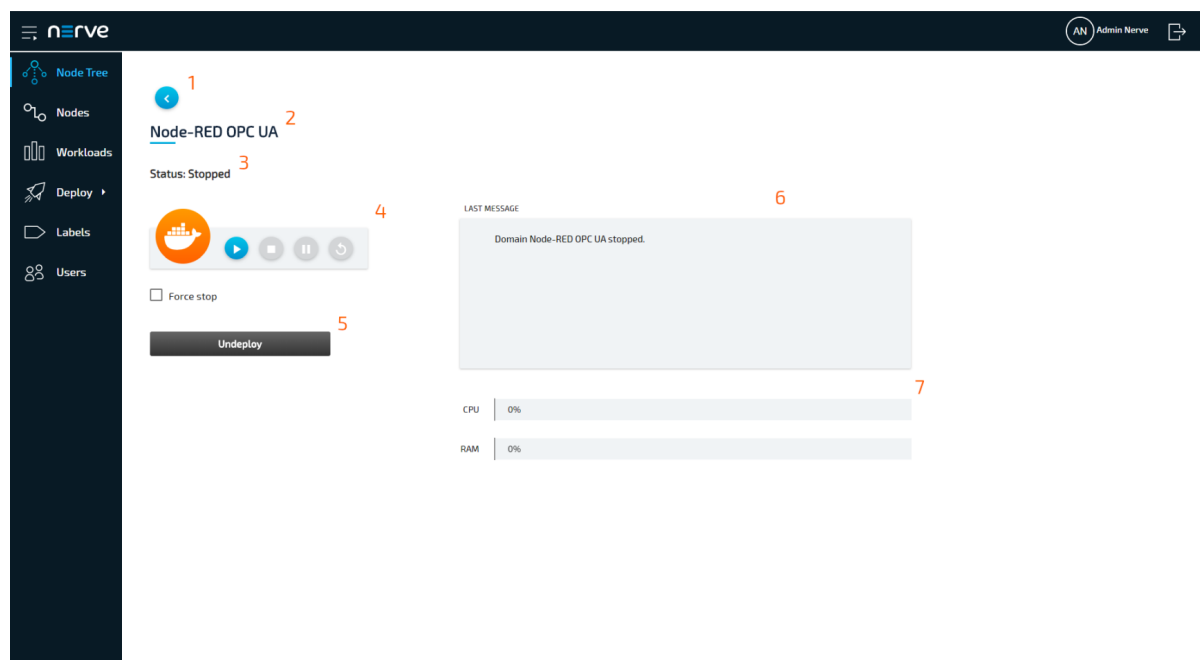 nerve
AN Admin Nerve
Node Tree
Nodes
Workloads
Deploy
Labels
Users
1
Node-RED OPC UA 2
Status: Stopped 3
4
Force stop
5
Undeploy
LAST MESSAGE 6
Domain Node-RED OPC UA stopped.
7
CPU 0%
RAM 0%